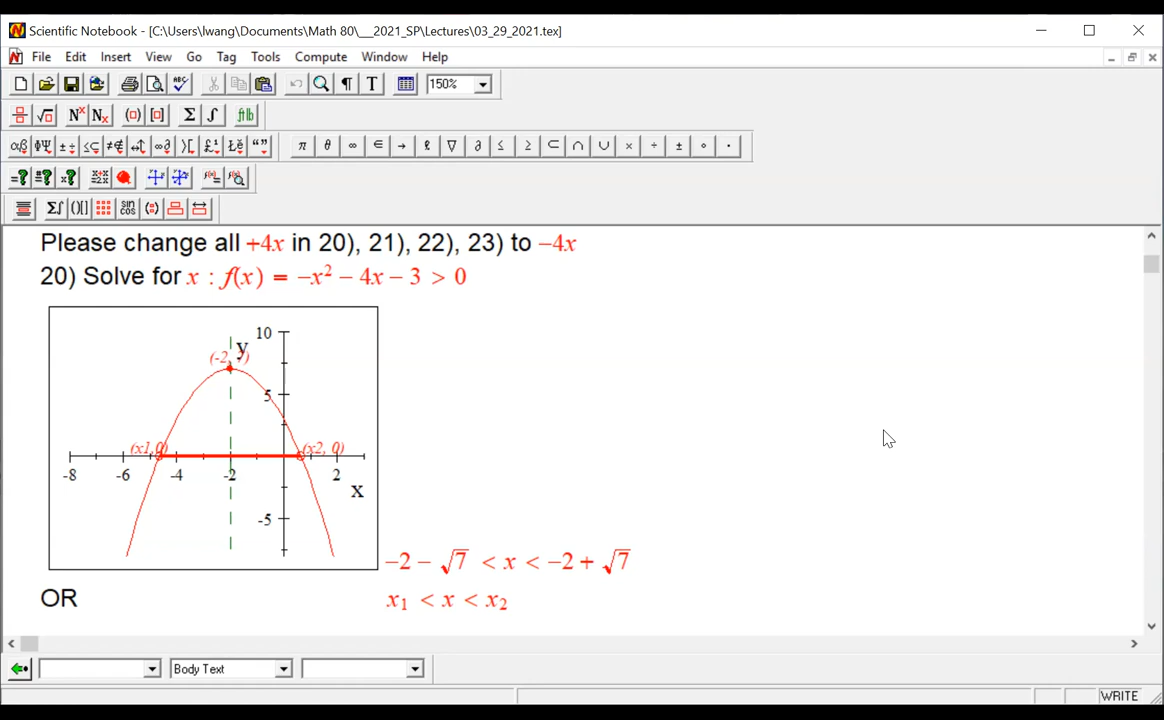 Scientific Notebook - [C:\Users\lwang\Documents\Math 80\__2021_SP\Lectures\03_29_2021.tex]
File Edit Insert View Go Tag Tools Compute Window Help
150%
π θ ∞ ∈ → ℓ ∇ ∂ ≤ ≥ ⊂ ∩ ∪ × ÷ ± ∘ ·
Please change all +4x in 20), 21), 22), 23) to −4x
20) Solve for x : f(x) = −x² − 4x − 3 > 0
10
y
(-2, 7)
5
(x1,0) (x2, 0)
-8 -6 -4 -2 2
x
-5
−2 − √7 < x < −2 + √7
OR x₁ < x < x₂
Body Text
WRITE